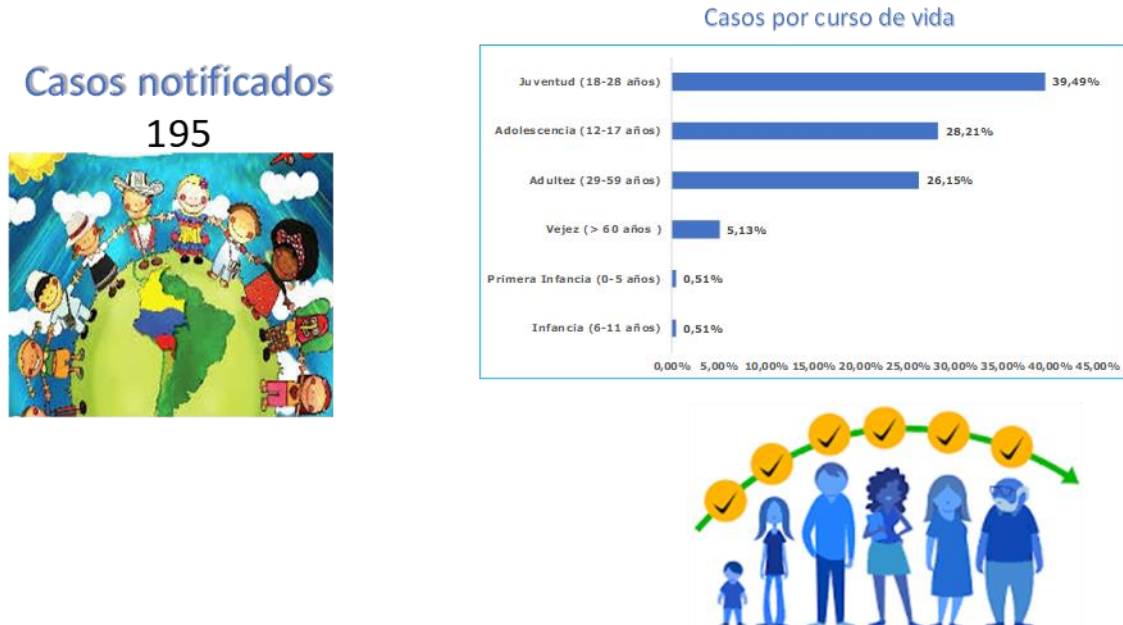 Casos notificados
195
Casos por curso de vida
Juventud (18-28 años) 39,49%
Adolescencia (12-17 años) 28,21%
Adultez (29-59 años) 26,15%
Vejez (> 60 años ) 5,13%
Primera Infancia (0-5 años) 0,51%
Infancia (6-11 años) 0,51%
0,00% 5,00% 10,00% 15,00% 20,00% 25,00% 30,00% 35,00% 40,00% 45,00%